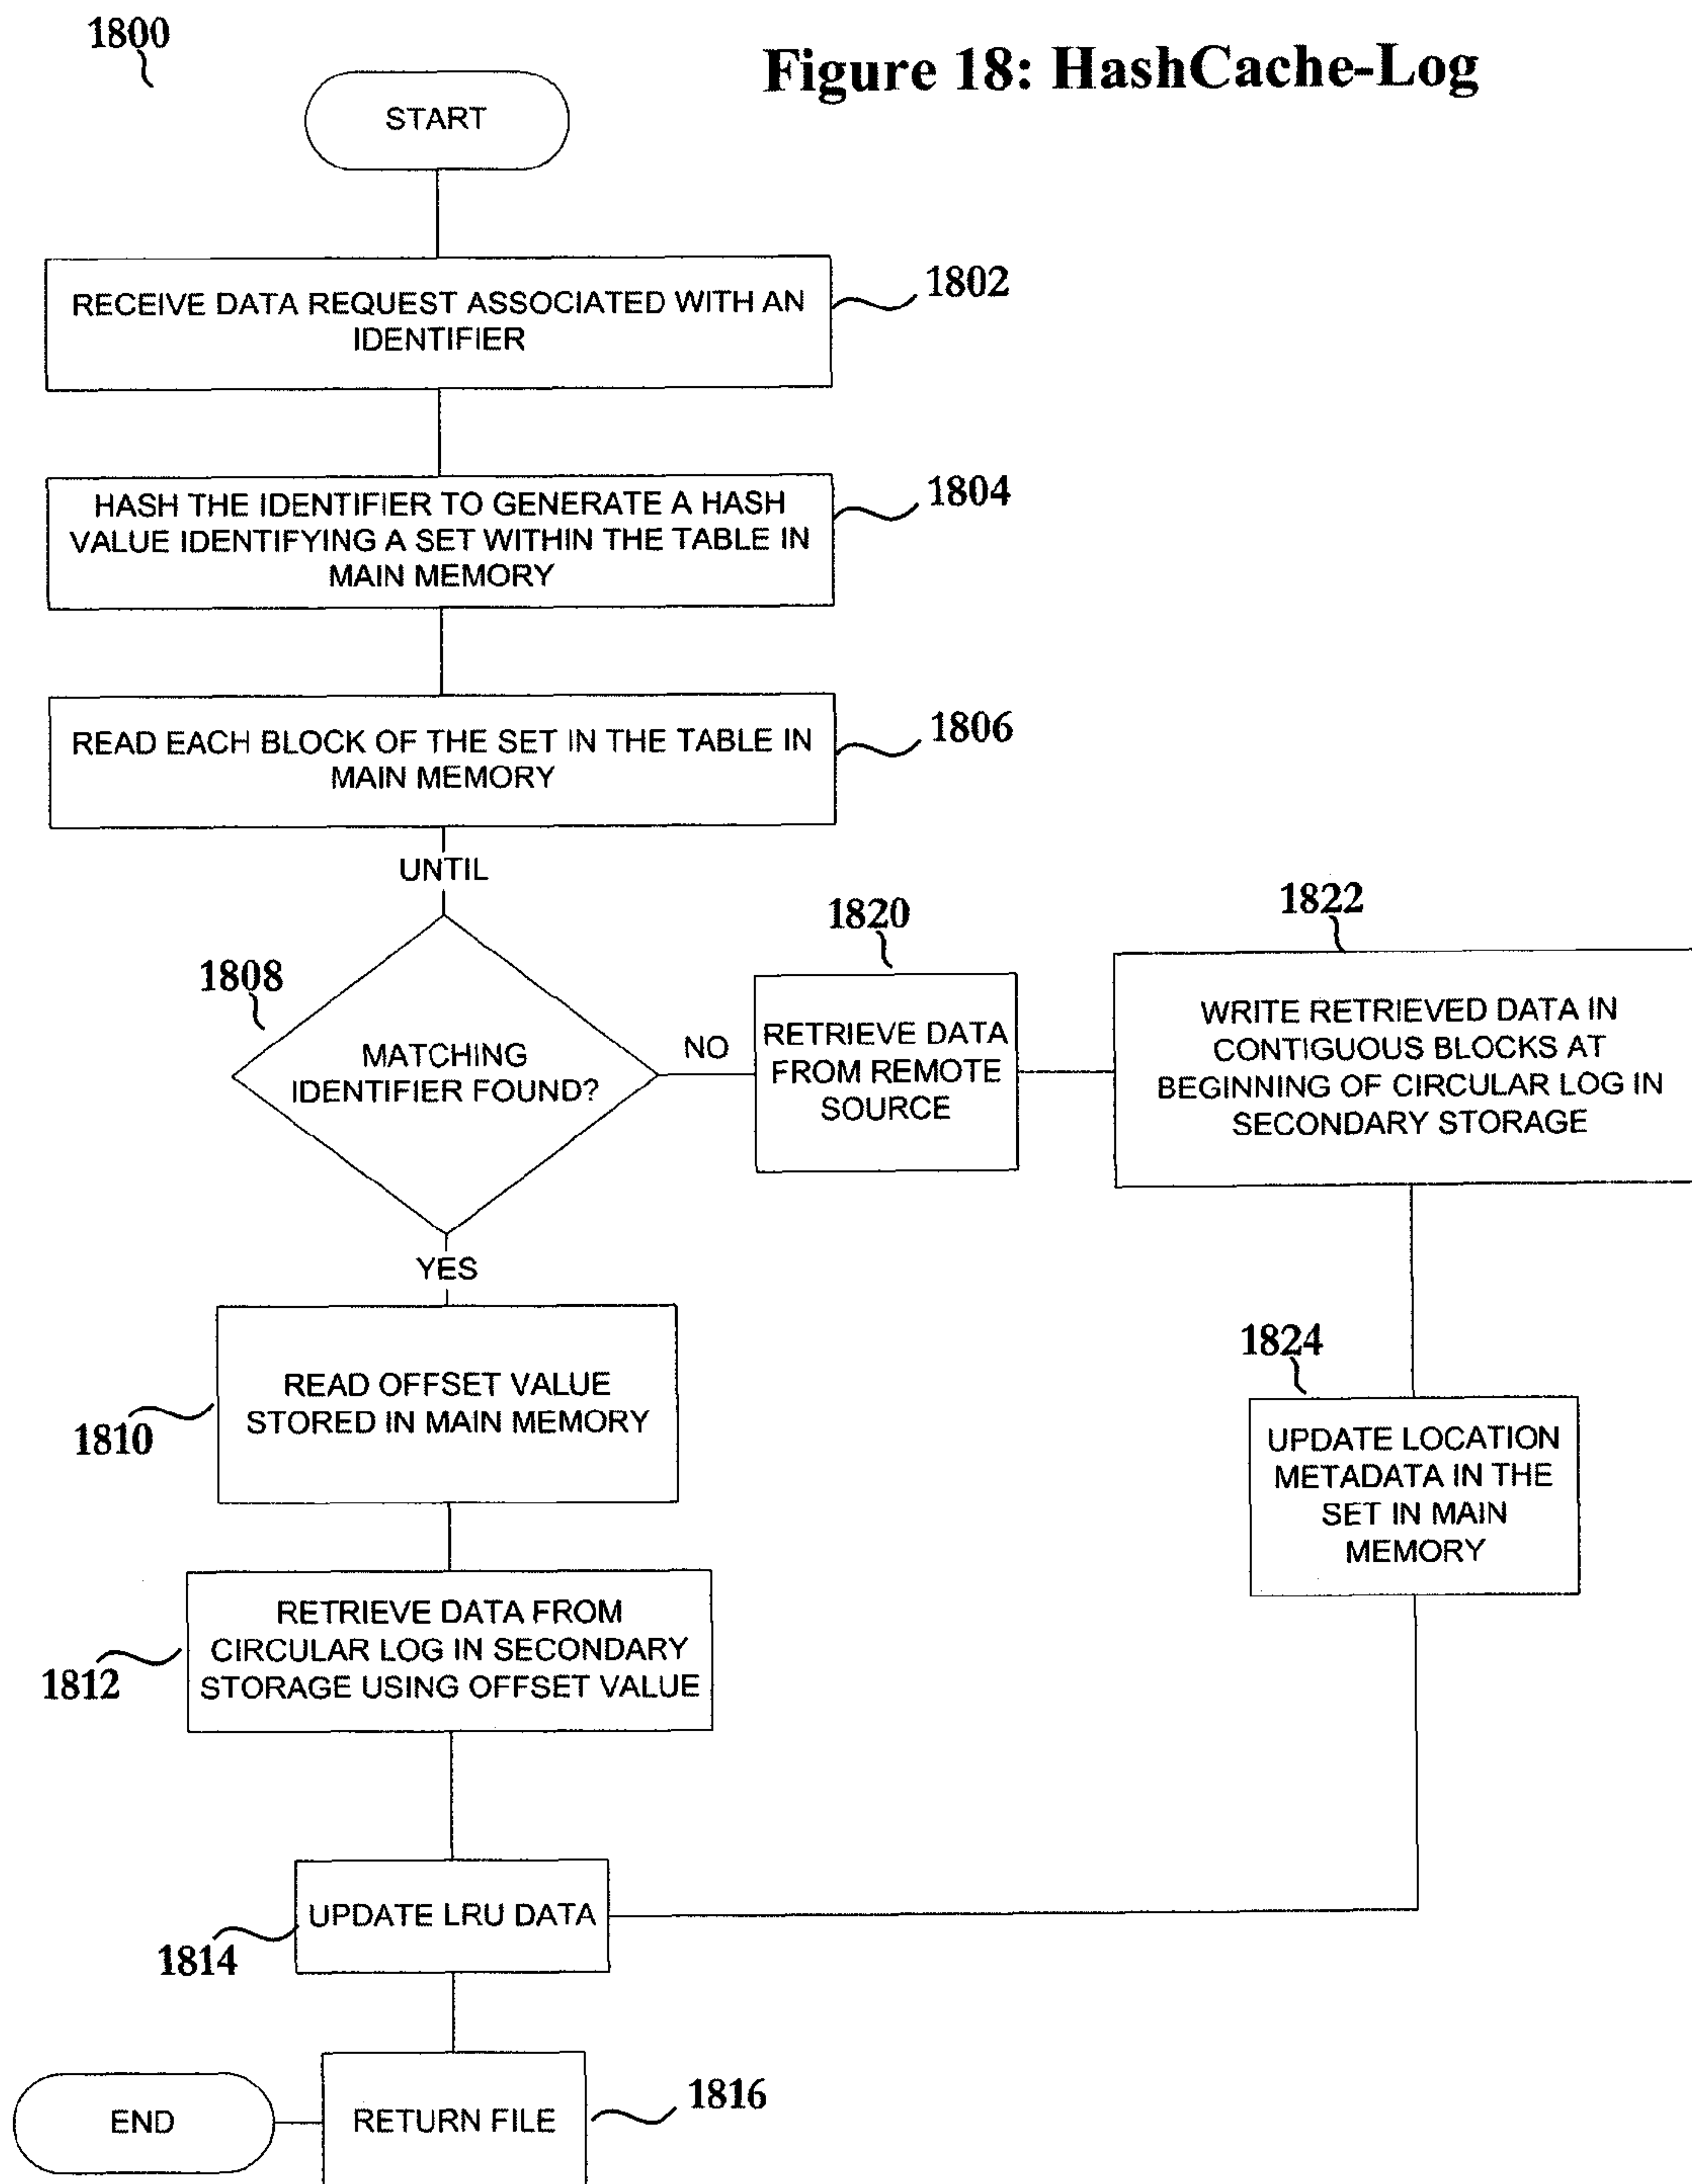 1800
Figure 18: HashCache-Log
START
RECEIVE DATA REQUEST ASSOCIATED WITH AN
IDENTIFIER
1802
HASH THE IDENTIFIER TO GENERATE A HASH
VALUE IDENTIFYING A SET WITHIN THE TABLE IN
MAIN MEMORY
1804
READ EACH BLOCK OF THE SET IN THE TABLE IN
MAIN MEMORY
1806
UNTIL
1808
MATCHING
IDENTIFIER FOUND?
NO
1820
RETRIEVE DATA
FROM REMOTE
SOURCE
1822
WRITE RETRIEVED DATA IN
CONTIGUOUS BLOCKS AT
BEGINNING OF CIRCULAR LOG IN
SECONDARY STORAGE
YES
READ OFFSET VALUE
STORED IN MAIN MEMORY
1810
1824
UPDATE LOCATION
METADATA IN THE
SET IN MAIN
MEMORY
RETRIEVE DATA FROM
CIRCULAR LOG IN SECONDARY
STORAGE USING OFFSET VALUE
1812
UPDATE LRU DATA
1814
RETURN FILE
1816
END